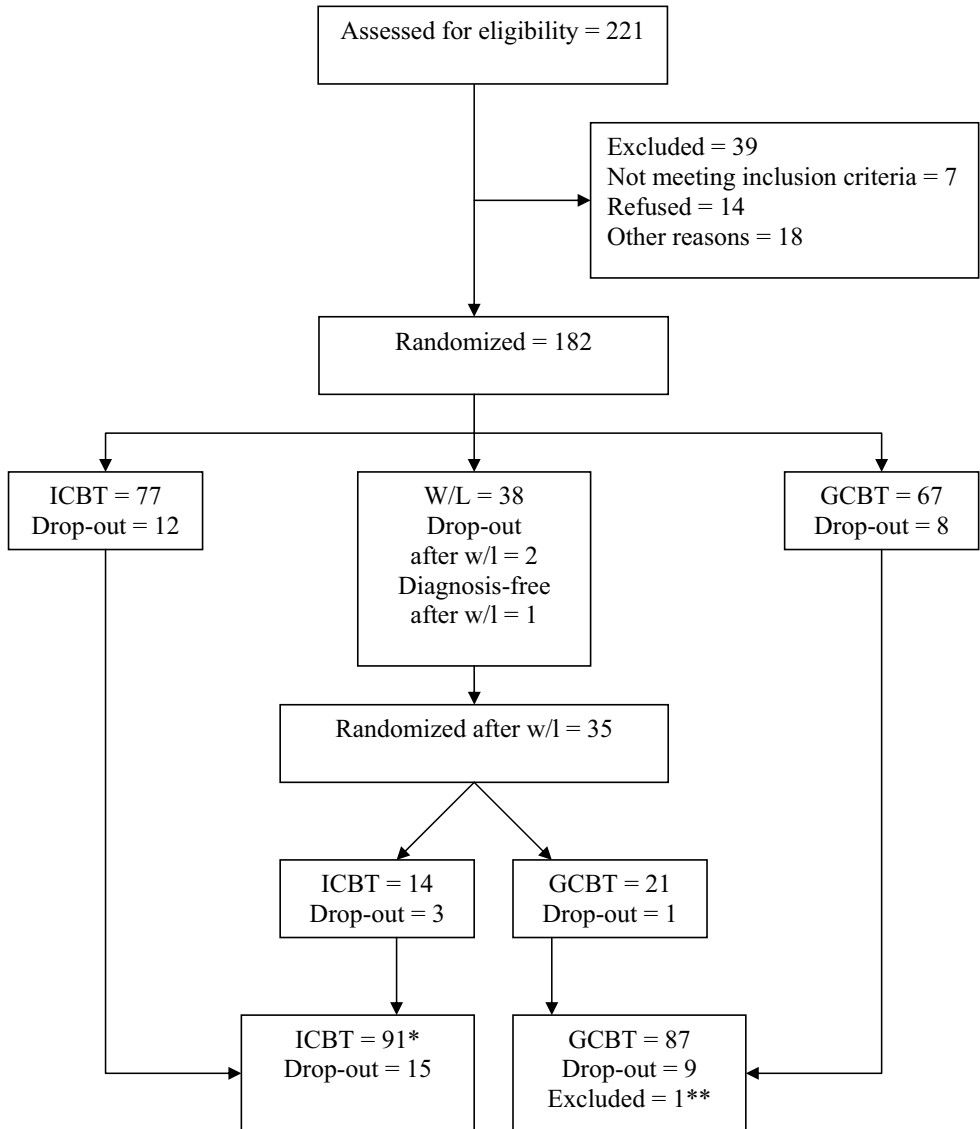 Assessed for eligibility = 221
Excluded = 39
Not meeting inclusion criteria = 7
Refused = 14
Other reasons = 18
Randomized = 182
ICBT = 77
Drop-out = 12
W/L = 38
Drop-out
after w/l = 2
Diagnosis-free
after w/l = 1
GCBT = 67
Drop-out = 8
Randomized after w/l = 35
ICBT = 14
Drop-out = 3
GCBT = 21
Drop-out = 1
ICBT = 91*
Drop-out = 15
GCBT = 87
Drop-out = 9
Excluded = 1**